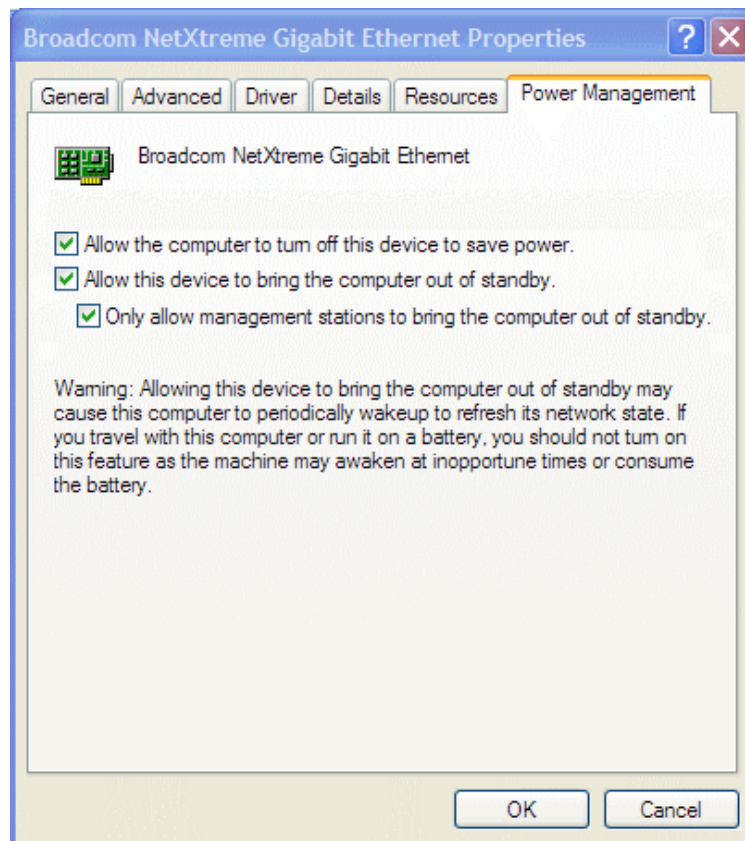 Broadcom NetXtreme Gigabit Ethernet Properties
?
General Advanced Driver Details Resources Power Management
Broadcom NetXtreme Gigabit Ethernet
Allow the computer to turn off this device to save power.
Allow this device to bring the computer out of standby.
Only allow management stations to bring the computer out of standby.
Warning: Allowing this device to bring the computer out of standby may
cause this computer to periodically wakeup to refresh its network state. If
you travel with this computer or run it on a battery, you should not turn on
this feature as the machine may awaken at inopportune times or consume
the battery.
OK Cancel